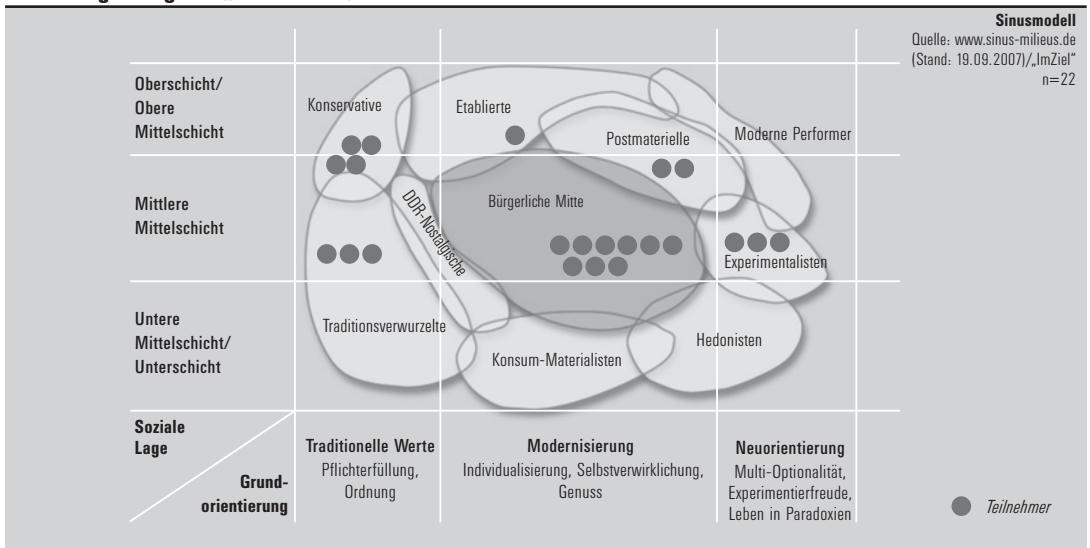 Sinusmodell
Quelle: www.sinus-milieus.de
(Stand: 19.09.2007)/„ImZiel“
n=22
Oberschicht/
Obere
Mittelschicht
Konservative
Etablierte
Postmaterielle
Moderne Performer
Mittlere
Mittelschicht
DDR-Nostalgische
Bürgerliche Mitte
Experimentalisten
Untere
Mittelschicht/
Unterschicht
Traditionsverwurzelte
Konsum-Materialisten
Hedonisten
Soziale
Lage
Grund-
orientierung
Traditionelle Werte
Pflichterfüllung,
Ordnung
Modernisierung
Individualisierung, Selbstverwirklichung,
Genuss
Neuorientierung
Multi-Optionalität,
Experimentierfreude,
Leben in Paradoxien
Teilnehmer